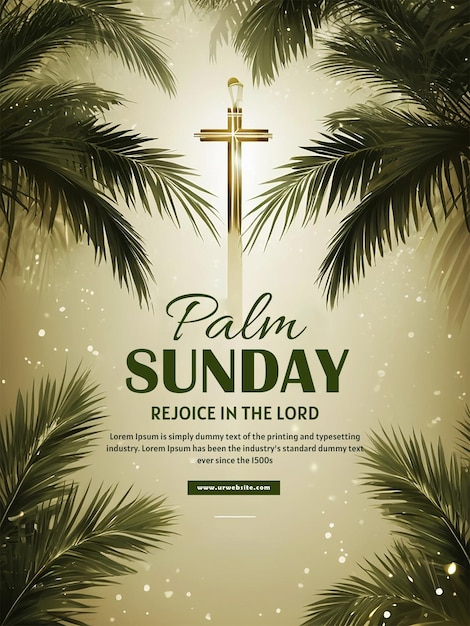 Palm
SUNDAY
REJOICE IN THE LORD
Lorem Ipsum is simply dummy text of the printing and typesetting
industry. Lorem Ipsum has been the industry's standard dummy text
ever since the 1500s
www.urwebsite.com